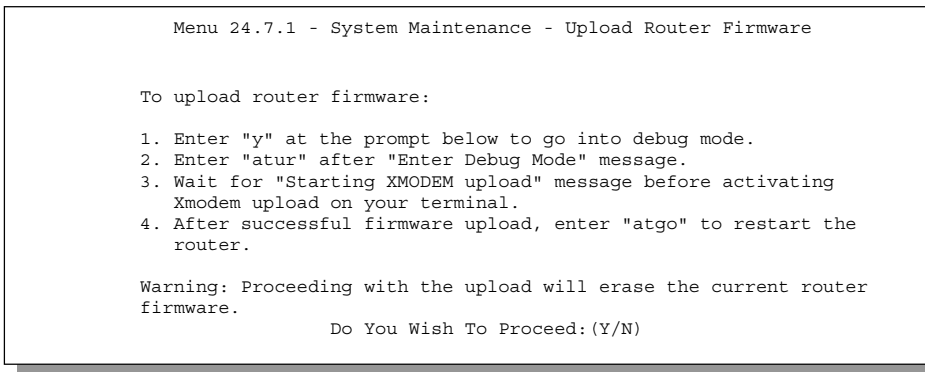 Menu 24.7.1 - System Maintenance - Upload Router Firmware
To upload router firmware:
1. Enter "y" at the prompt below to go into debug mode.
2. Enter "atur" after "Enter Debug Mode" message.
3. Wait for "Starting XMODEM upload" message before activating
Xmodem upload on your terminal.
4. After successful firmware upload, enter "atgo" to restart the
router.
Warning: Proceeding with the upload will erase the current router
firmware.
Do You Wish To Proceed:(Y/N)